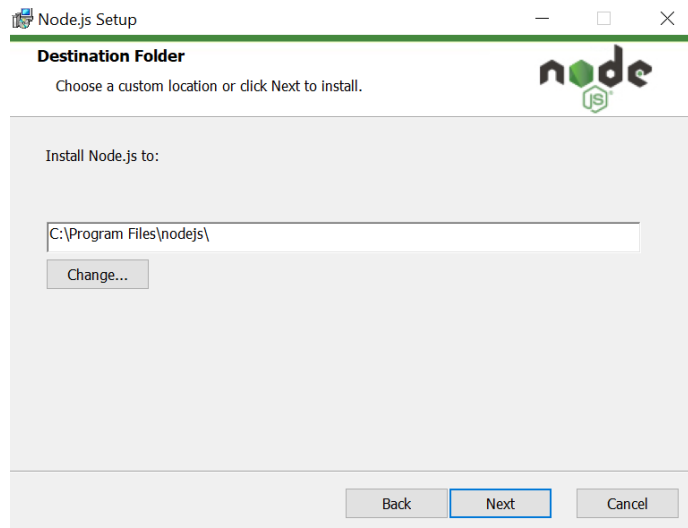 Node.js Setup
Destination Folder
Choose a custom location or click Next to install.
node
JS
Install Node.js to:
C:\Program Files\nodejs\
Change...
Back Next Cancel